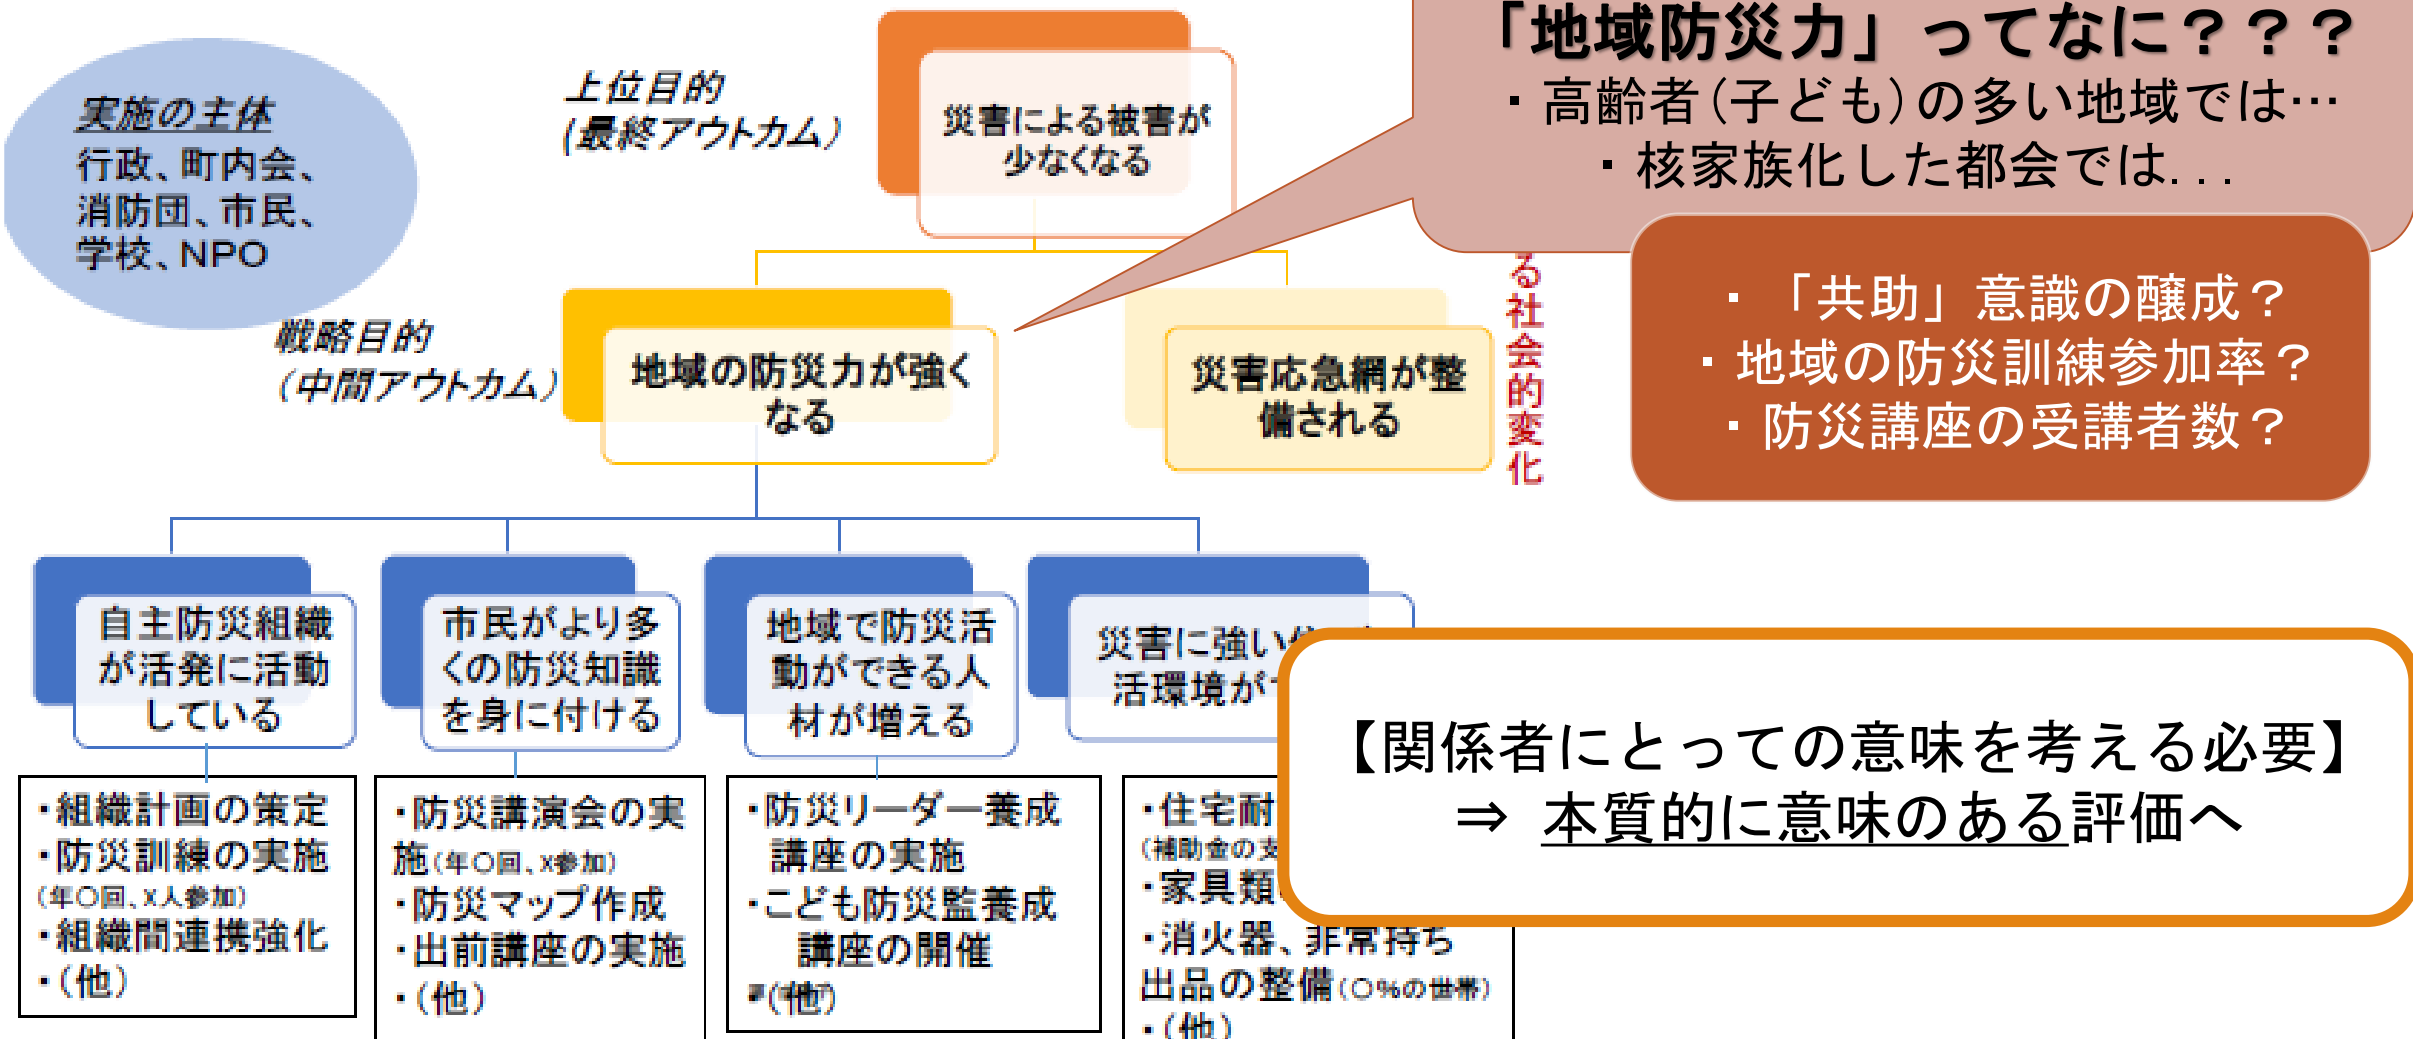 実施の主体
行政、町内会、
消防団、市民、
学校、NPO
上位目的
(最終アウトカム)
災害による被害が
少なくなる
「地域防災力」ってなに？？？
・高齢者(子ども)の多い地域では…
・核家族化した都会では...
・「共助」意識の醸成？
・地域の防災訓練参加率？
・防災講座の受講者数？
る社会的変化
戦略目的
(中間アウトカム)
地域の防災力が強く
なる
災害応急網が整
備される
自主防災組織
が活発に活動
している
市民がより多
くの防災知識
を身に付ける
地域で防災活
動ができる人
材が増える
災害に強い
活環境が
・組織計画の策定
・防災訓練の実施
(年〇回、X人参加)
・組織間連携強化
・(他)
・防災講演会の実
施(年〇回、X参加)
・防災マップ作成
・出前講座の実施
・(他)
・防災リーダー養成
講座の実施
・こども防災監養成
講座の開催
・(他)
・住宅耐
(補助金の支
・家具類
・消火器、非常持ち
出品の整備(〇%の世帯)
・(他)
【関係者にとっての意味を考える必要】
⇒ 本質的に意味のある評価へ